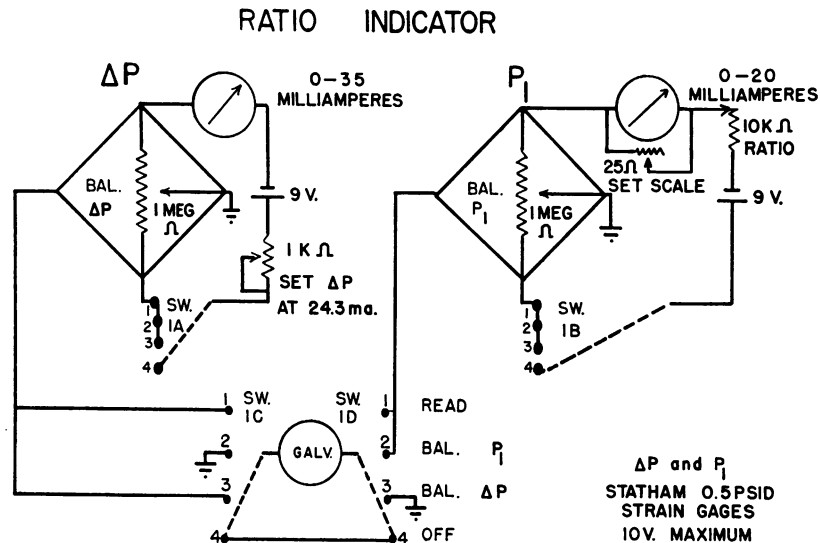 RATIO INDICATOR
ΔP
0-35
MILLIAMPERES
BAL.
ΔP
1 MEG
Ω
9 V.
1 K Ω
SET ΔP
AT 24.3 ma.
1
2
3
4
SW.
1A
P1
0-20
MILLIAMPERES
10K Ω
RATIO
25Ω
SET SCALE
BAL.
P1
1 MEG
Ω
9 V.
1
2
3
4
SW.
1B
1 SW.
1C
2
3
4
GALV.
SW. 1
1D
2
3
4
READ
BAL. P1
BAL. ΔP
OFF
ΔP and P1
STATHAM 0.5 PSID
STRAIN GAGES
10V. MAXIMUM